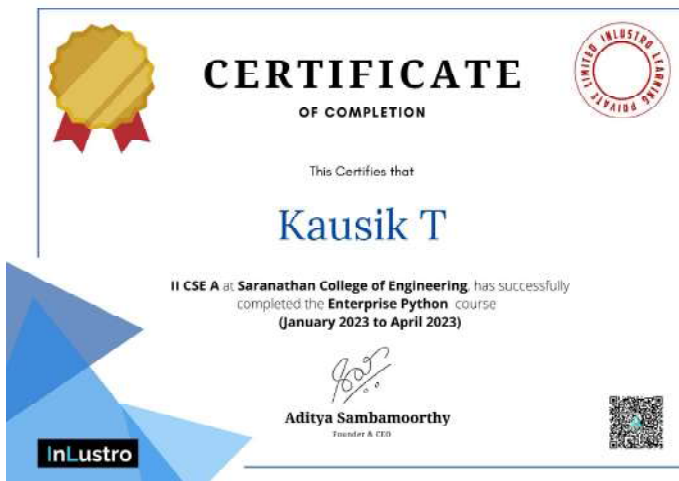 CERTIFICATE
OF COMPLETION
INLUSTRO LEARNING PRIVATE LIMITED
This Certifies that
Kausik T
II CSE A at Saranathan College of Engineering, has successfully
completed the Enterprise Python course
(January 2023 to April 2023)
Aditya Sambamoorthy
Founder & CEO
InLustro